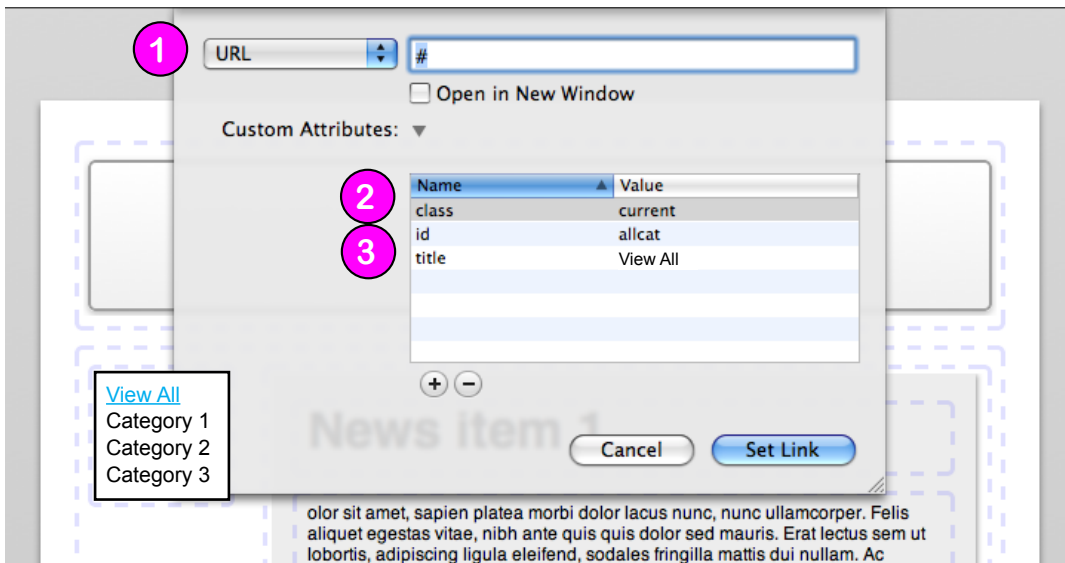 1 URL #
Open in New Window
Custom Attributes:
Name Value
2 class current
3 id allcat
title View All
View All
Category 1
Category 2
Category 3
News item 1
Cancel Set Link
olor sit amet, sapien platea morbi dolor lacus nunc, nunc ullamcorper. Felis
aliquet egestas vitae, nibh ante quis quis dolor sed mauris. Erat lectus sem ut
lobortis, adipiscing ligula eleifend, sodales fringilla mattis dui nullam. Ac